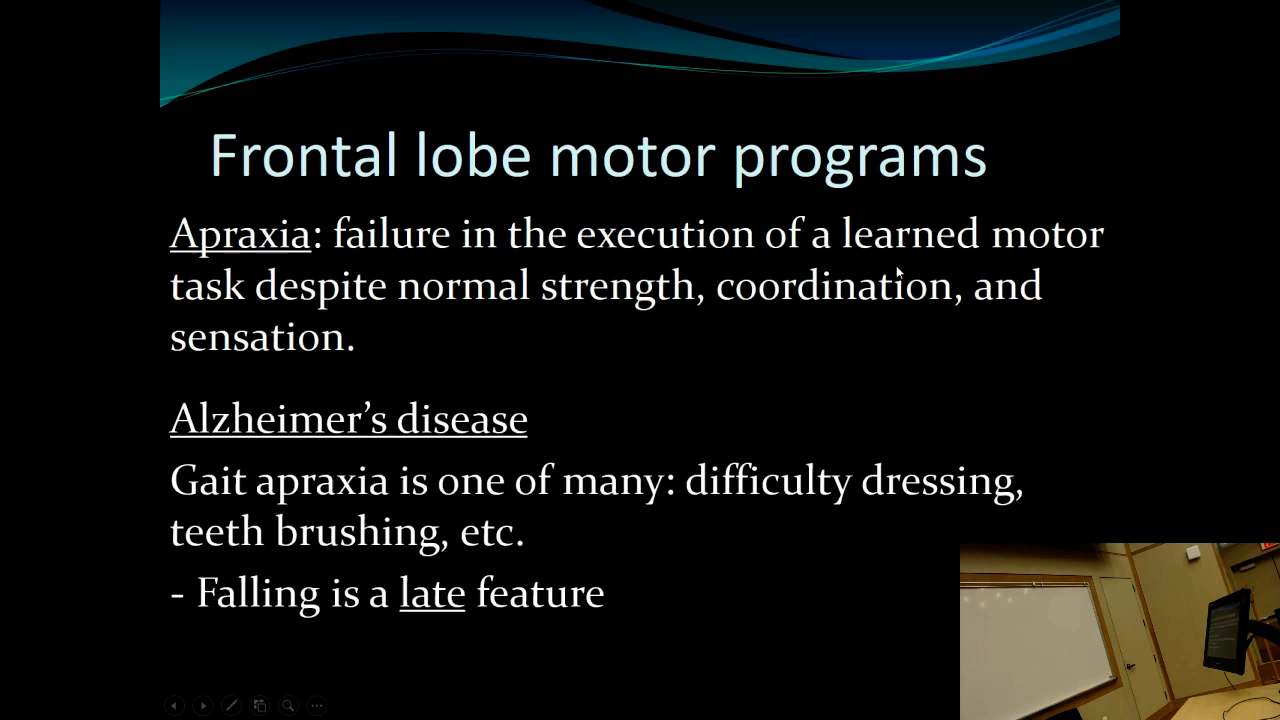 Frontal lobe motor programs
Apraxia: failure in the execution of a learned motor
task despite normal strength, coordination, and
sensation.
Alzheimer’s disease
Gait apraxia is one of many: difficulty dressing,
teeth brushing, etc.
- Falling is a late feature